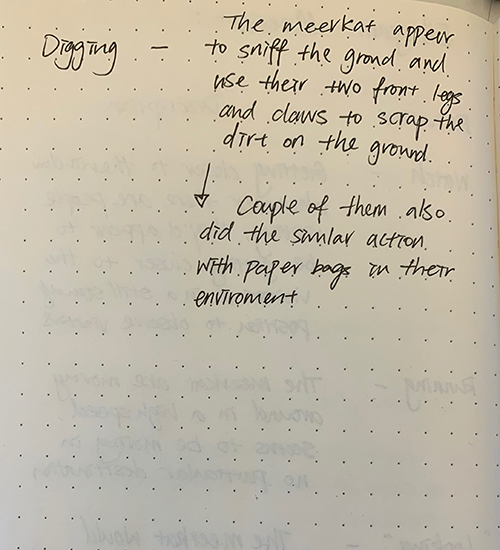 Digging — The meerkat appear
to sniff the grond and
use their two front legs
and claws to scrap the
dirt on the ground.
↓
Couple of them also
did the simlar action
with paper bags in their
enviroment